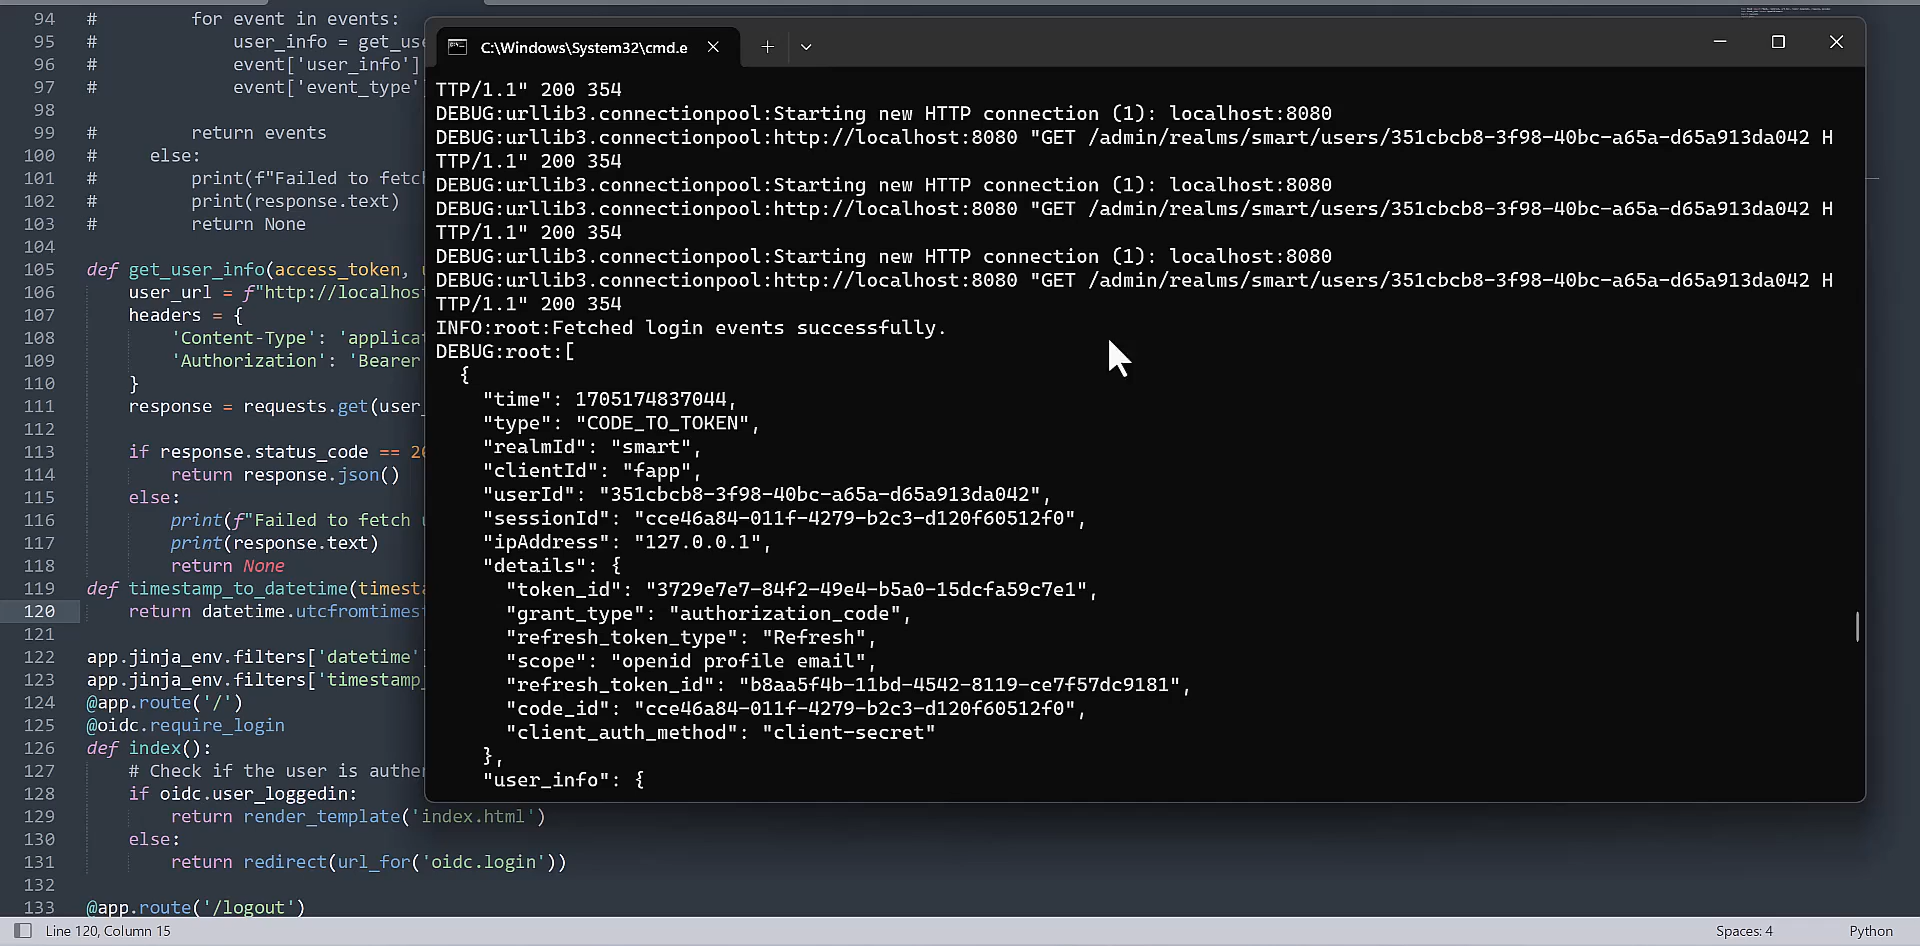 94 #         for event in events:
95 #             user_info = get_use
96 #             event['user_info']
97 #             event['event_type'
98
99 #         return events
100 #     else:
101 #         print(f"Failed to fetch
102 #         print(response.text)
103 #         return None
104
105 def get_user_info(access_token,
106     user_url = f"http://localhost
107     headers = {
108         'Content-Type': 'applicat
109         'Authorization': 'Bearer
110     }
111     response = requests.get(user_
112
113     if response.status_code == 20
114         return response.json()
115     else:
116         print(f"Failed to fetch
117         print(response.text)
118         return None
119 def timestamp_to_datetime(timesta
120     return datetime.utcfromtimest
121
122 app.jinja_env.filters['datetime'
123 app.jinja_env.filters['timestamp_
124 @app.route('/')
125 @oidc.require_login
126 def index():
127     # Check if the user is authen
128     if oidc.user_loggedin:
129         return render_template('index.html')
130     else:
131         return redirect(url_for('oidc.login'))
132
133 @app.route('/logout')
C:\Windows\System32\cmd.e
TTP/1.1" 200 354
DEBUG:urllib3.connectionpool:Starting new HTTP connection (1): localhost:8080
DEBUG:urllib3.connectionpool:http://localhost:8080 "GET /admin/realms/smart/users/351cbcb8-3f98-40bc-a65a-d65a913da042 H
TTP/1.1" 200 354
DEBUG:urllib3.connectionpool:Starting new HTTP connection (1): localhost:8080
DEBUG:urllib3.connectionpool:http://localhost:8080 "GET /admin/realms/smart/users/351cbcb8-3f98-40bc-a65a-d65a913da042 H
TTP/1.1" 200 354
DEBUG:urllib3.connectionpool:Starting new HTTP connection (1): localhost:8080
DEBUG:urllib3.connectionpool:http://localhost:8080 "GET /admin/realms/smart/users/351cbcb8-3f98-40bc-a65a-d65a913da042 H
TTP/1.1" 200 354
INFO:root:Fetched login events successfully.
DEBUG:root:[
  {
    "time": 1705174837044,
    "type": "CODE_TO_TOKEN",
    "realmId": "smart",
    "clientId": "fapp",
    "userId": "351cbcb8-3f98-40bc-a65a-d65a913da042",
    "sessionId": "cce46a84-011f-4279-b2c3-d120f60512f0",
    "ipAddress": "127.0.0.1",
    "details": {
      "token_id": "3729e7e7-84f2-49e4-b5a0-15dcfa59c7e1",
      "grant_type": "authorization_code",
      "refresh_token_type": "Refresh",
      "scope": "openid profile email",
      "refresh_token_id": "b8aa5f4b-11bd-4542-8119-ce7f57dc9181",
      "code_id": "cce46a84-011f-4279-b2c3-d120f60512f0",
      "client_auth_method": "client-secret"
    },
    "user_info": {
Line 120, Column 15
Spaces: 4
Python